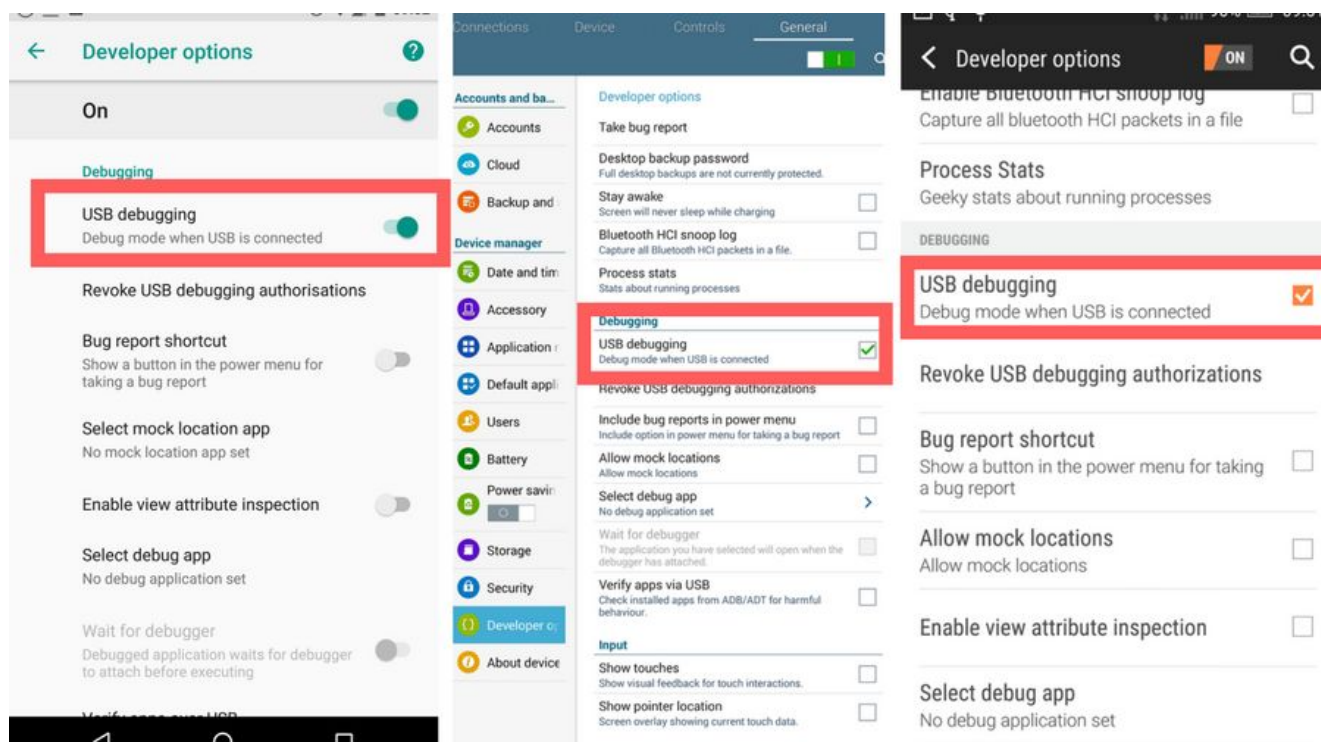 Developer options
On
Debugging
USB debugging
Debug mode when USB is connected
Revoke USB debugging authorisations
Bug report shortcut
Show a button in the power menu for
taking a bug report
Select mock location app
No mock location app set
Enable view attribute inspection
Select debug app
No debug application set
Wait for debugger
Debugged application waits for debugger
to attach before executing
Connections
Device
Controls
General
Accounts and ba...
Accounts
Cloud
Backup and
Device manager
Date and tim
Accessory
Application
Default appli
Users
Battery
Power savin
Storage
Security
Developer op
About device
Developer options
Take bug report
Desktop backup password
Full desktop backups are not currently protected.
Stay awake
Screen will never sleep while charging
Bluetooth HCI snoop log
Capture all Bluetooth HCI packets in a file.
Process stats
Stats about running processes
Debugging
USB debugging
Debug mode when USB is connected
Revoke USB debugging authorizations
Include bug reports in power menu
Include option in power menu for taking a bug report
Allow mock locations
Allow mock locations
Select debug app
No debug application set
Wait for debugger
The application you have selected will open when the
debugger has attached.
Verify apps via USB
Check installed apps from ADB/ADT for harmful
behaviour.
Input
Show touches
Show visual feedback for touch interactions.
Show pointer location
Screen overlay showing current touch data.
Developer options
ON
Enable Bluetooth HCI snoop log
Capture all bluetooth HCI packets in a file
Process Stats
Geeky stats about running processes
DEBUGGING
USB debugging
Debug mode when USB is connected
Revoke USB debugging authorizations
Bug report shortcut
Show a button in the power menu for taking
a bug report
Allow mock locations
Allow mock locations
Enable view attribute inspection
Select debug app
No debug application set